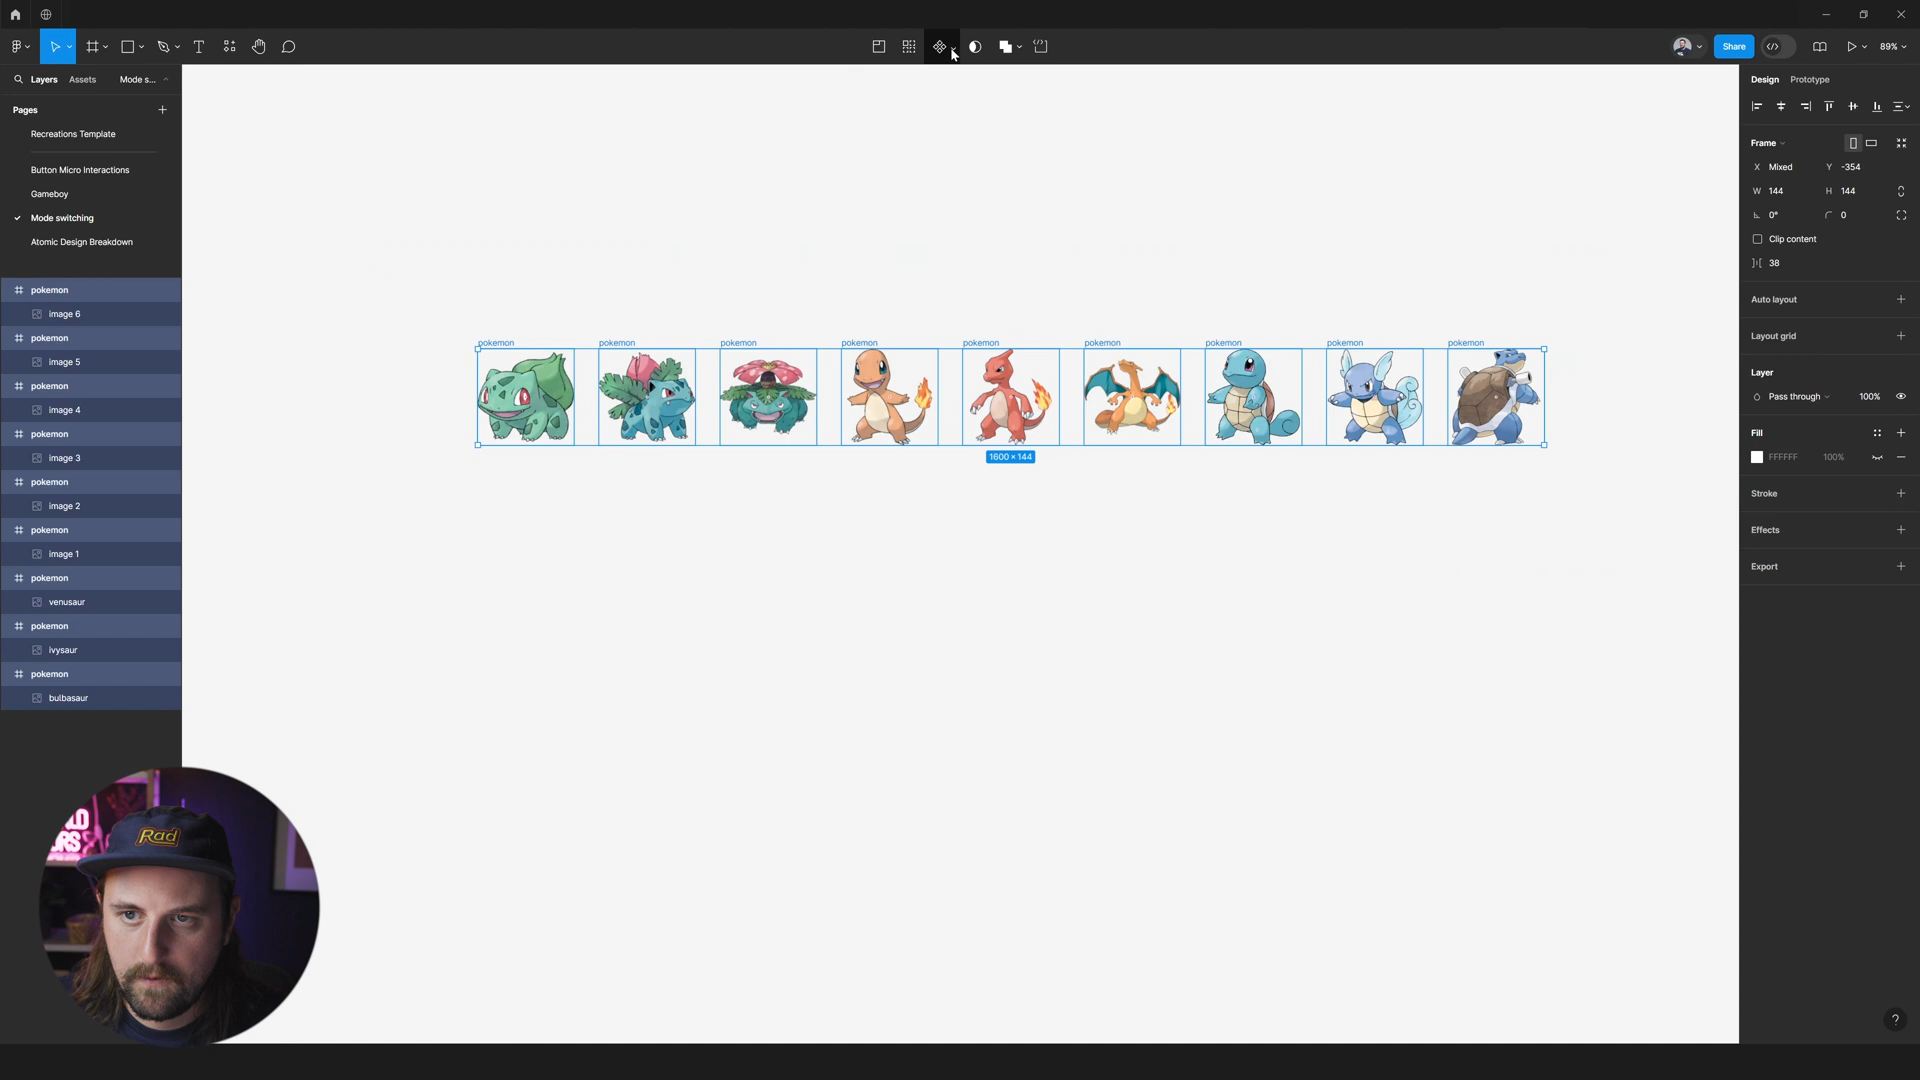 Share
89%
Layers Assets Mode s...
Pages
Recreations Template
Button Micro Interactions
Gameboy
Mode switching
Atomic Design Breakdown
pokemon
image 6
pokemon
image 5
pokemon
image 4
pokemon
image 3
pokemon
image 2
pokemon
image 1
pokemon
venusaur
pokemon
ivysaur
pokemon
bulbasaur
pokemon pokemon pokemon pokemon pokemon pokemon pokemon pokemon pokemon
1600 × 144
Design Prototype
Frame
X Mixed Y -354
W 144 H 144
0° 0
Clip content
38
Auto layout
Layout grid
Layer
Pass through 100%
Fill
FFFFFF 100%
Stroke
Effects
Export
?
Rad